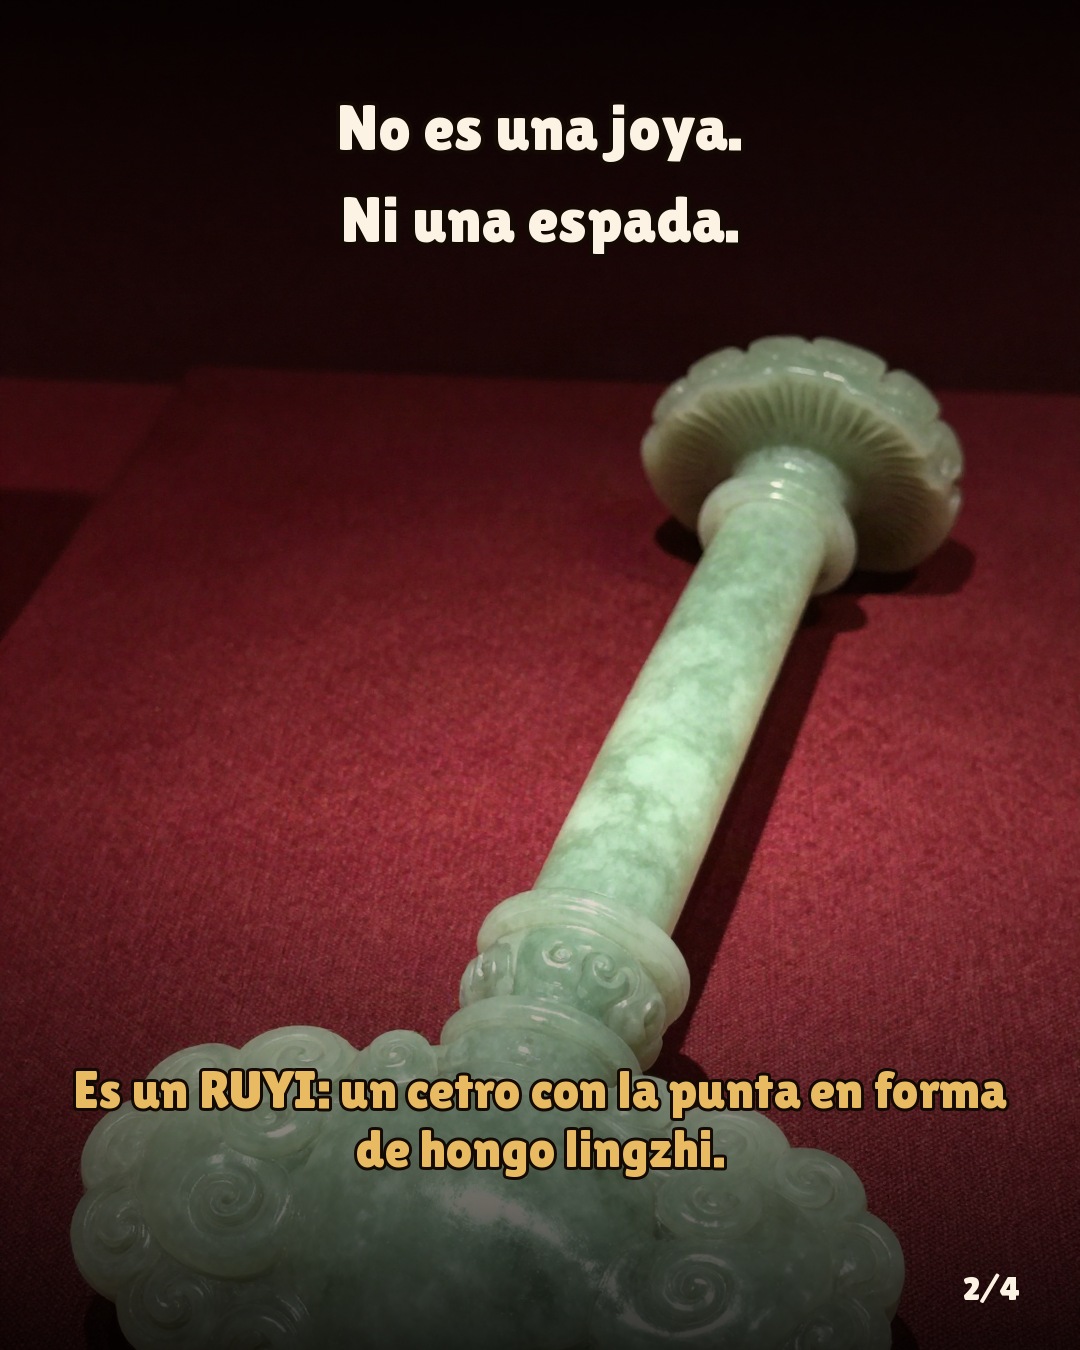 No es una joya.
Ni una espada.
Es un RUYI: un cetro con la punta en forma
de hongo lingzhi.
2/4